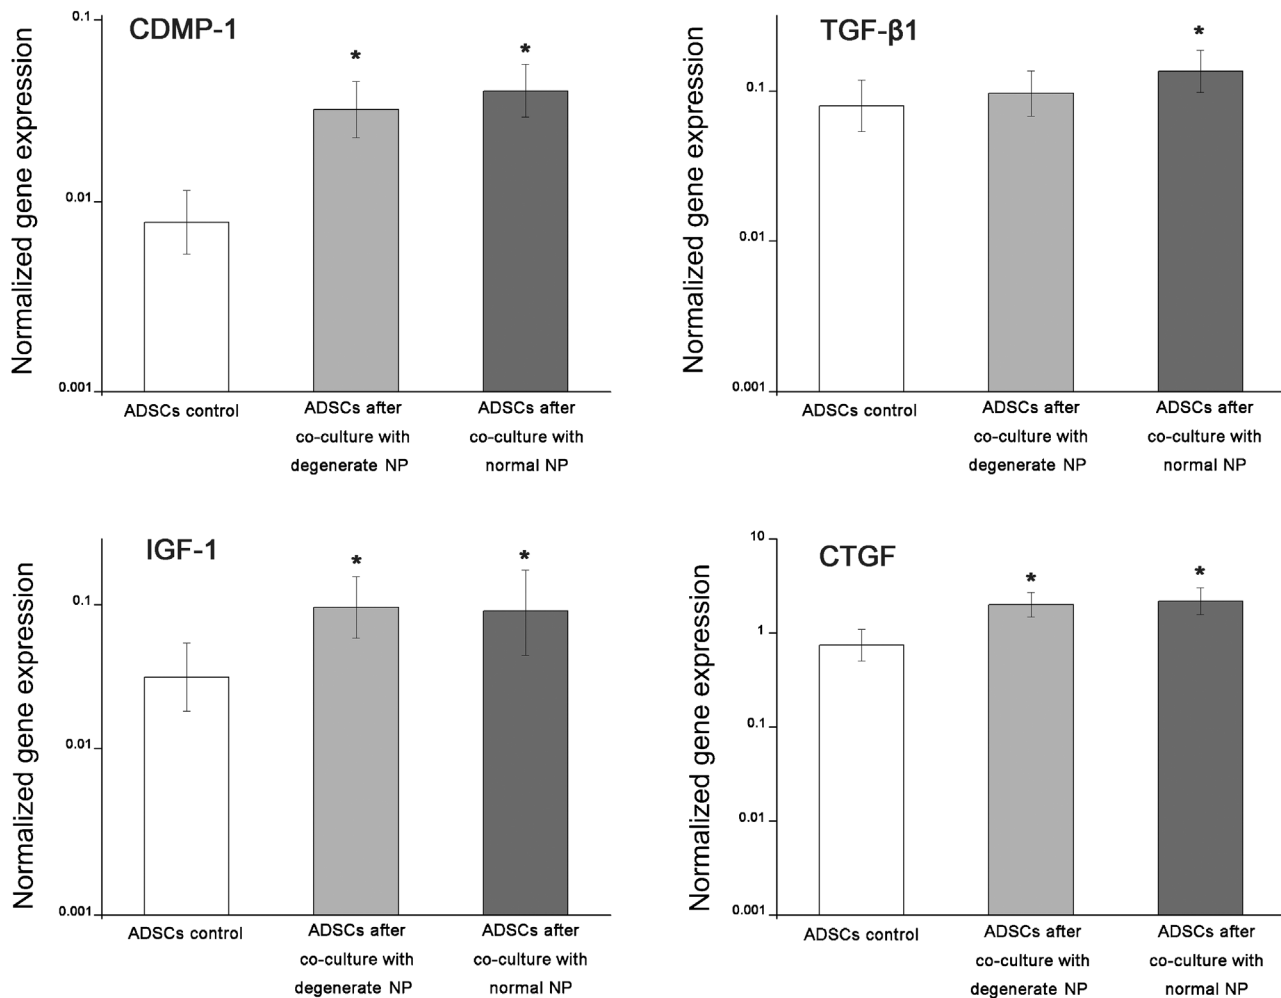 CDMP-1
Normalized gene expression
0.1
0.01
0.001
*
*
ADSCs control
ADSCs after
co-culture with
degenerate NP
ADSCs after
co-culture with
normal NP
TGF-β1
Normalized gene expression
0.1
0.01
0.001
*
ADSCs control
ADSCs after
co-culture with
degenerate NP
ADSCs after
co-culture with
normal NP
IGF-1
Normalized gene expression
0.1
0.01
0.001
*
*
ADSCs control
ADSCs after
co-culture with
degenerate NP
ADSCs after
co-culture with
normal NP
CTGF
Normalized gene expression
10
1
0.1
0.01
0.001
*
*
ADSCs control
ADSCs after
co-culture with
degenerate NP
ADSCs after
co-culture with
normal NP